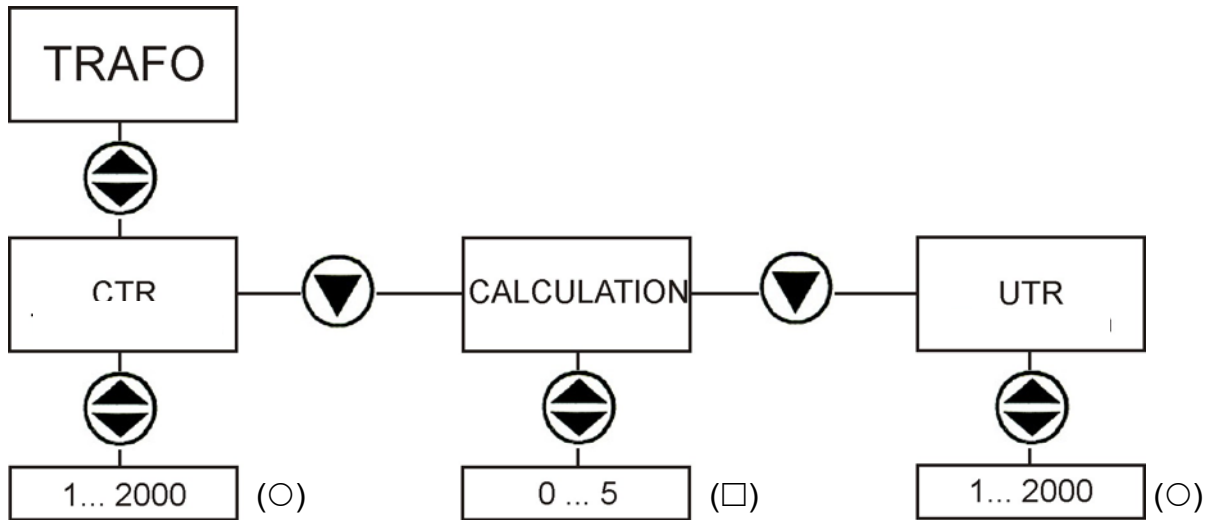 TRAFO
CTR
CALCULATION
UTR
1... 2000 (○)
0 ... 5 (□)
1... 2000 (○)